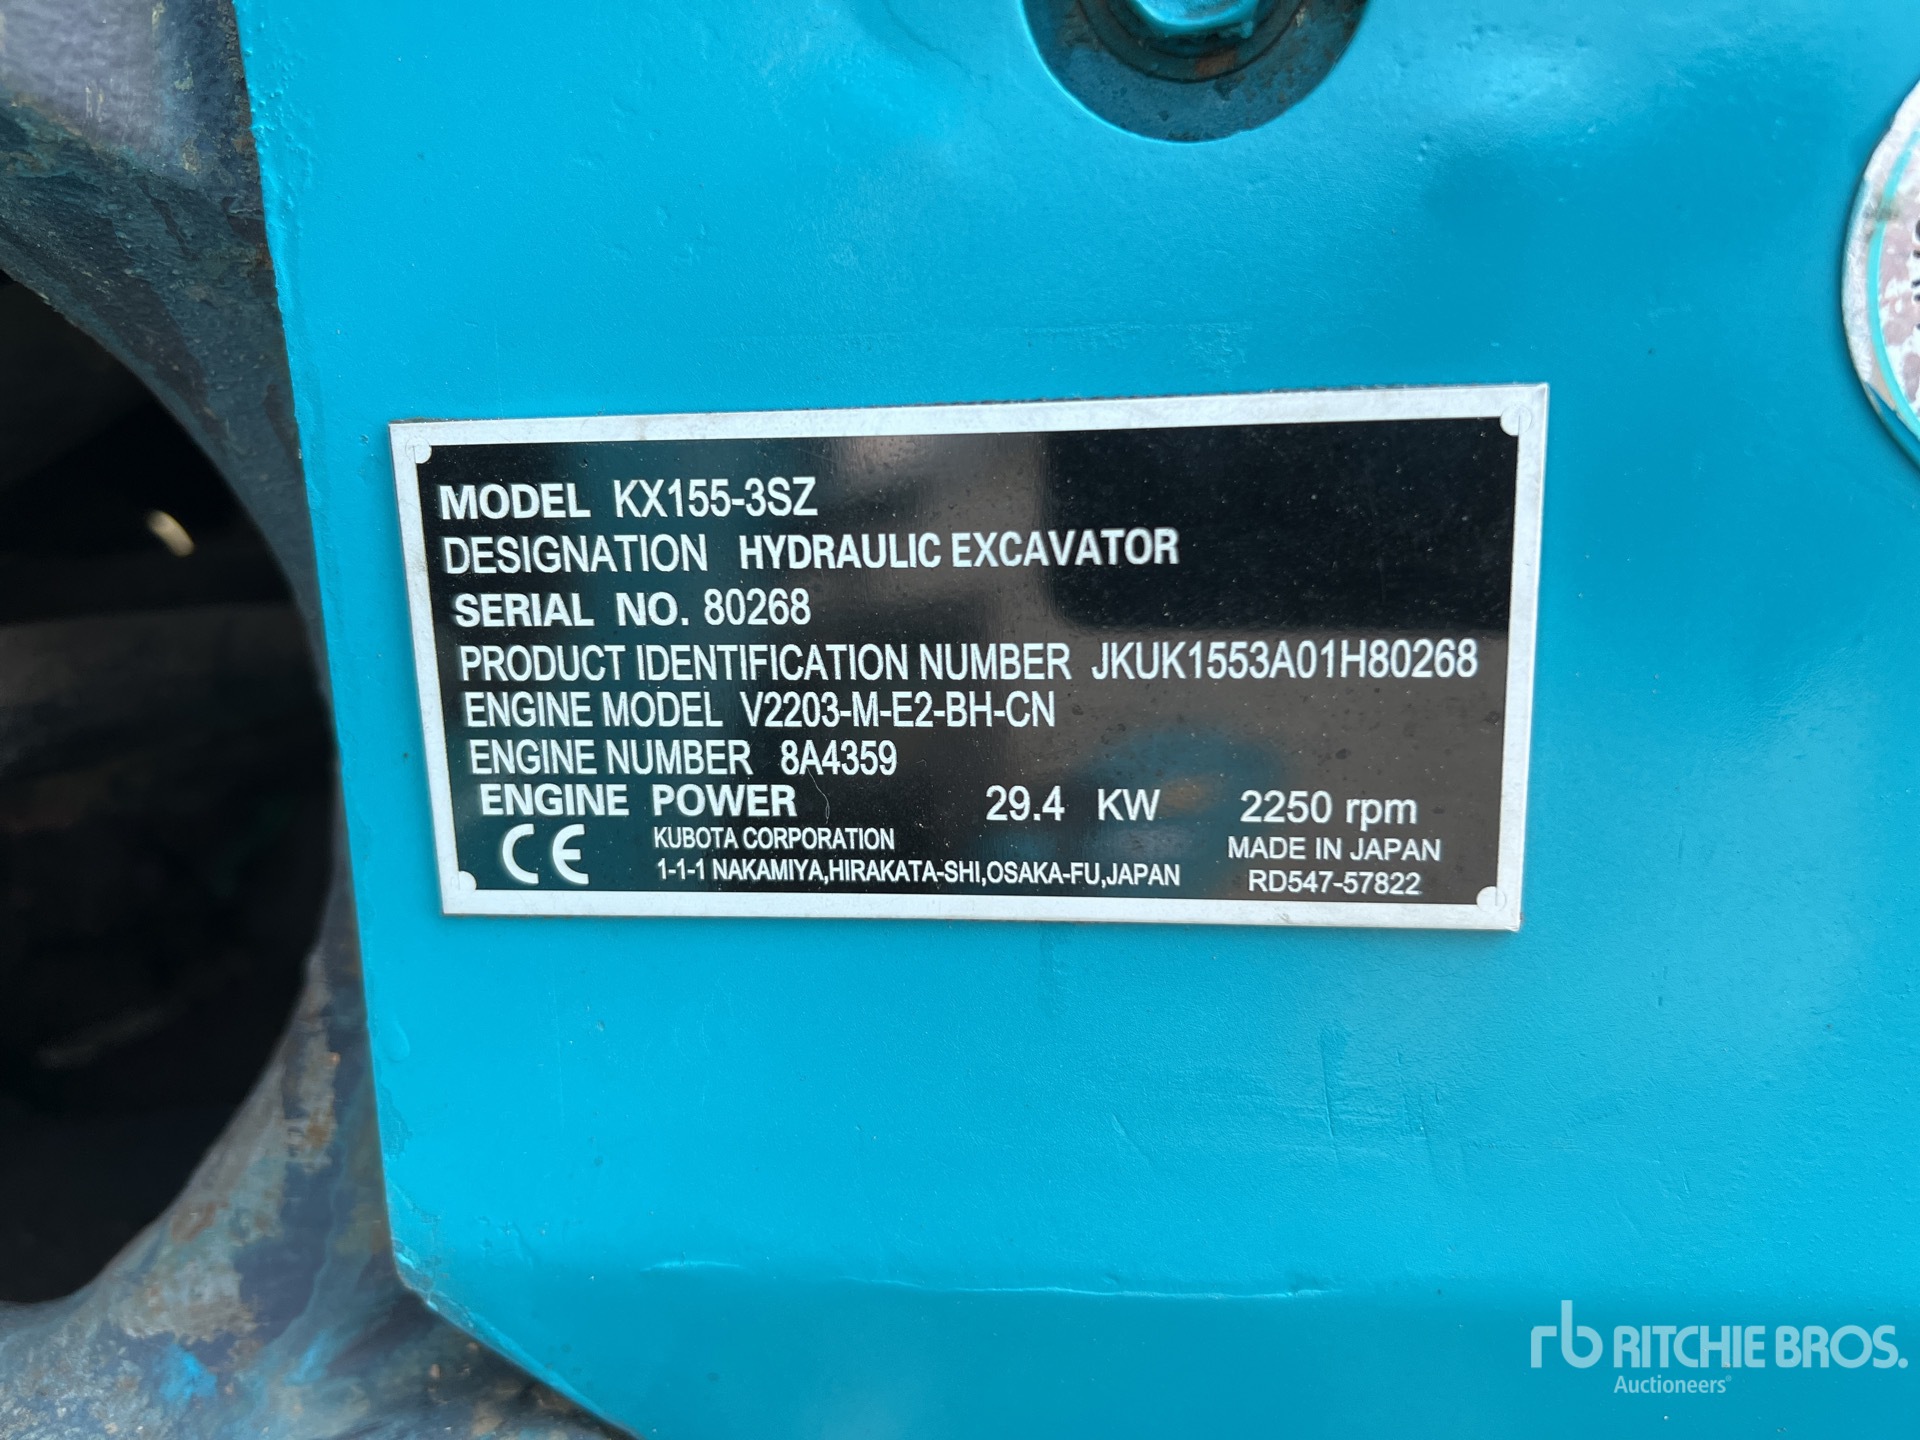 MODEL KX155-3SZ
DESIGNATION HYDRAULIC EXCAVATOR
SERIAL NO. 80268
PRODUCT IDENTIFICATION NUMBER JKUK1553A01H80268
ENGINE MODEL V2203-M-E2-BH-CN
ENGINE NUMBER 8A4359
ENGINE POWER 29.4 KW 2250 rpm
CE KUBOTA CORPORATION MADE IN JAPAN
1-1-1 NAKAMIYA,HIRAKATA-SHI,OSAKA-FU,JAPAN RD547-57822
rb RITCHIE BROS.
Auctioneers®